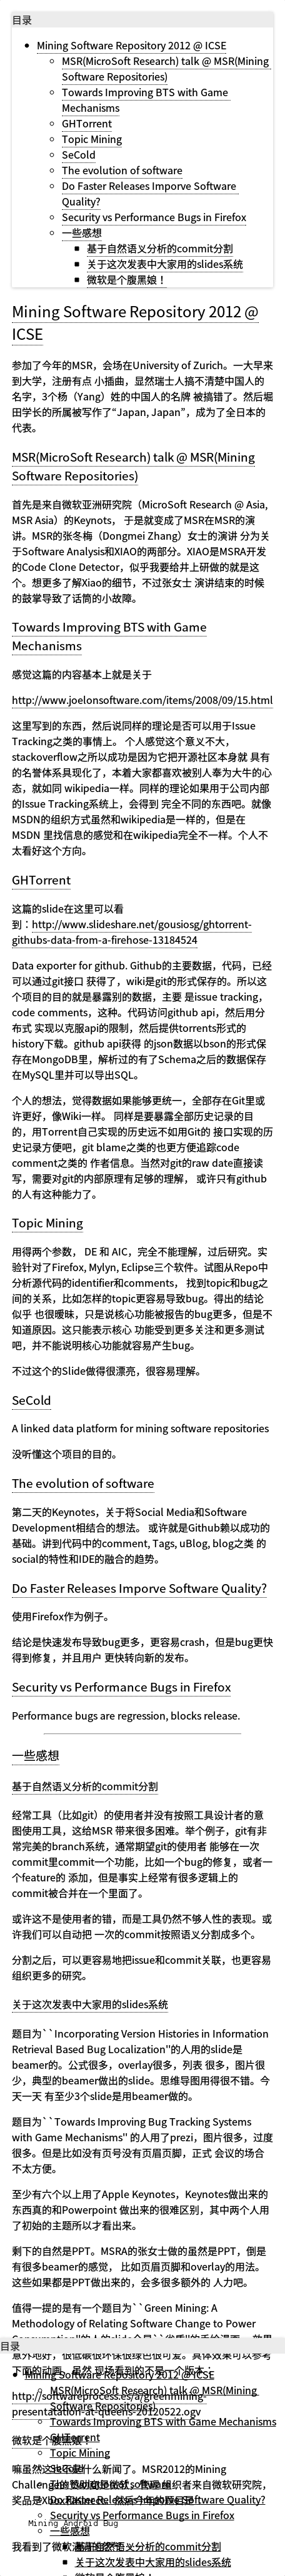 目录
Mining Software Repository 2012 @ ICSE
MSR(MicroSoft Research) talk @ MSR(Mining
Software Repositories)
Towards Improving BTS with Game
Mechanisms
GHTorrent
Topic Mining
SeCold
The evolution of software
Do Faster Releases Imporve Software
Quality?
Security vs Performance Bugs in Firefox
一些感想
基于自然语义分析的commit分割
关于这次发表中大家用的slides系统
微软是个腹黑娘！
Mining Software Repository 2012 @
ICSE
参加了今年的MSR，会场在University of Zurich。一大早来
到大学，注册有点 小插曲，显然瑞士人搞不清楚中国人的
名字，3个杨（Yang）姓的中国人的名牌 被搞错了。然后堀
田学长的所属被写作了“Japan, Japan”，成为了全日本的
代表。
MSR(MicroSoft Research) talk @ MSR(Mining
Software Repositories)
首先是来自微软亚洲研究院（MicroSoft Research @ Asia,
MSR Asia）的Keynots， 于是就变成了MSR在MSR的演
讲。MSR的张冬梅（Dongmei Zhang）女士的演讲 分为关
于Software Analysis和XIAO的两部分。XIAO是MSRA开发
的Code Clone Detector，似乎我要给井上研做的就是这
个。想更多了解Xiao的细节，不过张女士 演讲结束的时候
的鼓掌导致了话筒的小故障。
Towards Improving BTS with Game
Mechanisms
感觉这篇的内容基本上就是关于
http://www.joelonsoftware.com/items/2008/09/15.html
这里写到的东西，然后说同样的理论是否可以用于Issue
Tracking之类的事情上。 个人感觉这个意义不大，
stackoverflow之所以成功是因为它把开源社区本身就 具有
的名誉体系具现化了，本着大家都喜欢被别人奉为大牛的心
态，就如同 wikipedia一样。同样的理论如果用于公司内部
的Issue Tracking系统上，会得到 完全不同的东西吧。就像
MSDN的组织方式虽然和wikipedia是一样的，但是在
MSDN 里找信息的感觉和在wikipedia完全不一样。个人不
太看好这个方向。
GHTorrent
这篇的slide在这里可以看
到：http://www.slideshare.net/gousiosg/ghtorrent-
githubs-data-from-a-firehose-13184524
Data exporter for github. Github的主要数据，代码，已经
可以通过git接口 获得了，wiki是git的形式保存的。所以这
个项目的目的就是暴露别的数据，主要 是issue tracking，
code comments，这种。代码访问github api，然后用分
布式 实现以克服api的限制，然后提供torrents形式的
history下载。github api获得 的json数据以bson的形式保
存在MongoDB里，解析过的有了Schema之后的数据保存
在MySQL里并可以导出SQL。
个人的想法，觉得数据如果能够更统一，全部存在Git里或
许更好，像Wiki一样。 同样是要暴露全部历史记录的目
的，用Torrent自己实现的历史远不如用Git的 接口实现的历
史记录方便吧，git blame之类的也更方便追踪code
comment之类的 作者信息。当然对git的raw date直接读
写，需要对git的内部原理有足够的理解， 或许只有github
的人有这种能力了。
Topic Mining
用得两个参数， DE 和 AIC，完全不能理解，过后研究。实
验针对了Firefox, Mylyn, Eclipse三个软件。试图从Repo中
分析源代码的identifier和comments， 找到topic和bug之
间的关系，比如怎样的topic更容易导致bug。得出的结论
似乎 也很暧昧，只是说核心功能被报告的bug更多，但是不
知道原因。这只能表示核心 功能受到更多关注和更多测试
吧，并不能说明核心功能就容易产生bug。
不过这个的Slide做得很漂亮，很容易理解。
SeCold
A linked data platform for mining software repositories
没听懂这个项目的目的。
The evolution of software
第二天的Keynotes，关于将Social Media和Software
Development相结合的想法。 或许就是Github赖以成功的
基础。讲到代码中的comment, Tags, uBlog, blog之类 的
social的特性和IDE的融合的趋势。
Do Faster Releases Imporve Software Quality?
使用Firefox作为例子。
结论是快速发布导致bug更多，更容易crash，但是bug更快
得到修复，并且用户 更快转向新的发布。
Security vs Performance Bugs in Firefox
Performance bugs are regression, blocks release.
一些感想
基于自然语义分析的commit分割
经常工具（比如git）的使用者并没有按照工具设计者的意
图使用工具，这给MSR 带来很多困难。举个例子，git有非
常完美的branch系统，通常期望git的使用者 能够在一次
commit里commit一个功能，比如一个bug的修复，或者一
个feature的 添加，但是事实上经常有很多逻辑上的
commit被合并在一个里面了。
或许这不是使用者的错，而是工具仍然不够人性的表现。或
许我们可以自动把 一次的commit按照语义分割成多个。
分割之后，可以更容易地把issue和commit关联，也更容易
组织更多的研究。
关于这次发表中大家用的slides系统
题目为``Incorporating Version Histories in Information
Retrieval Based Bug Localization''的人用的slide是
beamer的。公式很多，overlay很多，列表 很多，图片很
少，典型的beamer做出的slide。思维导图用得很不错。今
天一天 有至少3个slide是用beamer做的。
题目为``Towards Improving Bug Tracking Systems
with Game Mechanisms'' 的人用了prezi，图片很多，过度
很多。但是比如没有页号没有页眉页脚，正式 会议的场合
不太方便。
至少有六个以上用了Apple Keynotes，Keynotes做出来的
东西真的和Powerpoint 做出来的很难区别，其中两个人用
了初始的主题所以才看出来。
剩下的自然是PPT。MSRA的张女士做的虽然是PPT，倒是
有很多beamer的感觉， 比如页眉页脚和overlay的用法。
这些如果都是PPT做出来的，会多很多额外的 人力吧。
值得一提的是有一个题目为``Green Mining: A
Methodology of Relating Software Change to Power
目录
Mining Software Repository 2012 @ ICSE
http://softwareprocess.es/a/greenmining-
presentatation-at-queens-20120522.ogv
MSR(MicroSoft Research) talk @ MSR(Mining
Software Repositories)
Towards Improving BTS with Game Mechanisms
微软是个腹黑娘！
GHTorrent
Topic Mining
嘛虽然这也不是什么新闻了。MSR2012的Mining
SeCold
The evolution of software
Do Faster Releases Imporve Software Quality?
Security vs Performance Bugs in Firefox
一些感想
Mining Android Bug
基于自然语义分析的commit分割
关于这次发表中大家用的slides系统